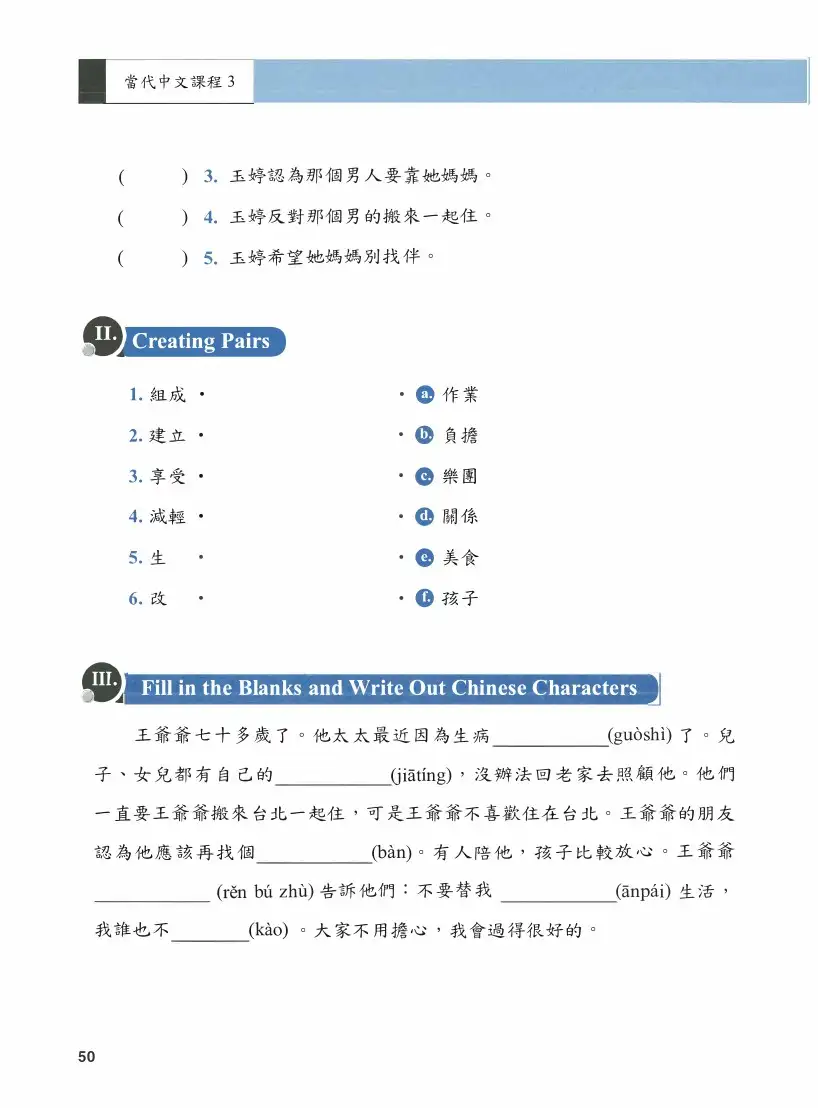 當代中文課程 3
( ) 3. 玉婷認為那個男人要靠她媽媽。
( ) 4. 玉婷反對那個男的搬來一起住。
( ) 5. 玉婷希望她媽媽別找伴。
II. Creating Pairs
1. 組成 • • a. 作業
2. 建立 • • b. 負擔
3. 享受 • • c. 樂團
4. 減輕 • • d. 關係
5. 生 • • e. 美食
6. 改 • • f. 孩子
III. Fill in the Blanks and Write Out Chinese Characters
王爺爺七十多歲了。他太太最近因為生病____________(guòshì) 了。兒
子、女兒都有自己的____________(jiātíng),沒辦法回老家去照顧他。他們
一直要王爺爺搬來台北一起住,可是王爺爺不喜歡住在台北。王爺爺的朋友
認為他應該再找個____________(bàn)。有人陪他,孩子比較放心。王爺爺
____________ (rěn bú zhù) 告訴他們:不要替我 ____________(ānpái) 生活,
我誰也不________(kào) 。大家不用擔心,我會過得很好的。
50